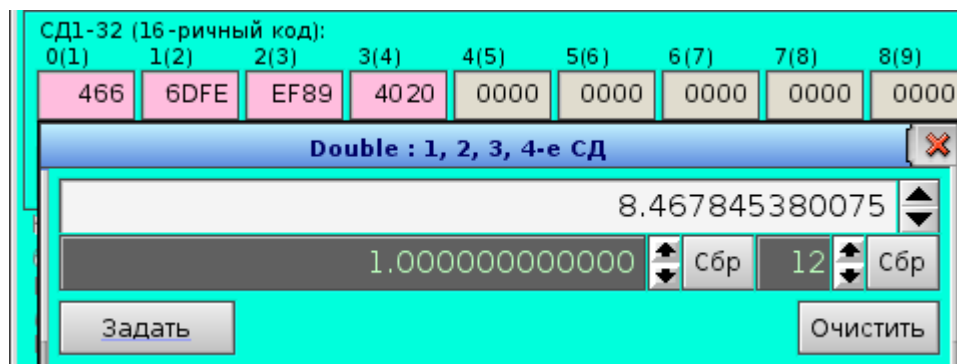 СД1-32 (16-ричный код):
0(1) 1(2) 2(3) 3(4) 4(5) 5(6) 6(7) 7(8) 8(9)
466 6DFE EF89 4020 0000 0000 0000 0000 0000
Double : 1, 2, 3, 4-е СД
8.467845380075
1.000000000000 Сбр 12 Сбр
Задать Очистить